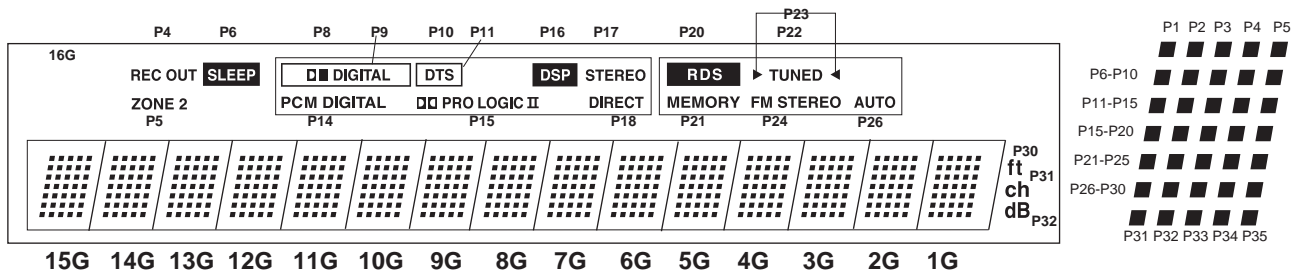 P23
P4 P6 P8 P9 P10 P11 P16 P17 P20 P22
16G
REC OUT SLEEP DIGITAL DTS DSP STEREO RDS TUNED
ZONE 2 PCM DIGITAL PRO LOGIC II DIRECT MEMORY FM STEREO AUTO
P5 P14 P15 P18 P21 P24 P26
P30
ft P31
ch
dB P32
15G 14G 13G 12G 11G 10G 9G 8G 7G 6G 5G 4G 3G 2G 1G
P1 P2 P3 P4 P5
P6-P10
P11-P15
P15-P20
P21-P25
P26-P30
P31 P32 P33 P34 P35